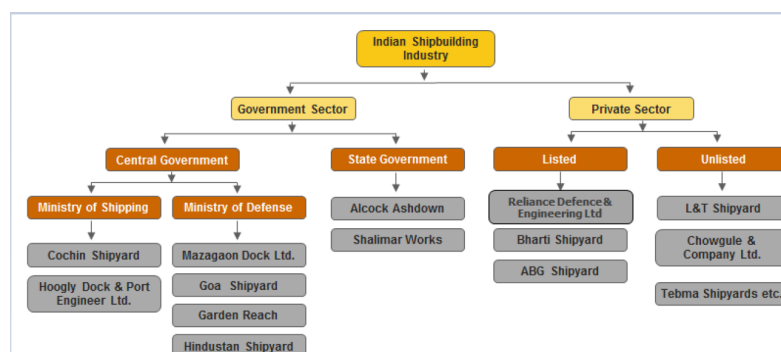 Indian Shipbuilding
Industry
Government Sector
Private Sector
Central Government
State Government
Listed
Unlisted
Ministry of Shipping
Ministry of Defense
Alcock Ashdown
Reliance Defence &
Engineering Ltd
L&T Shipyard
Shalimar Works
Bharti Shipyard
Chowgule &
Company Ltd.
Cochin Shipyard
Mazagaon Dock Ltd.
ABG Shipyard
Hoogly Dock & Port
Engineer Ltd.
Goa Shipyard
Tebma Shipyards etc.
Garden Reach
Hindustan Shipyard